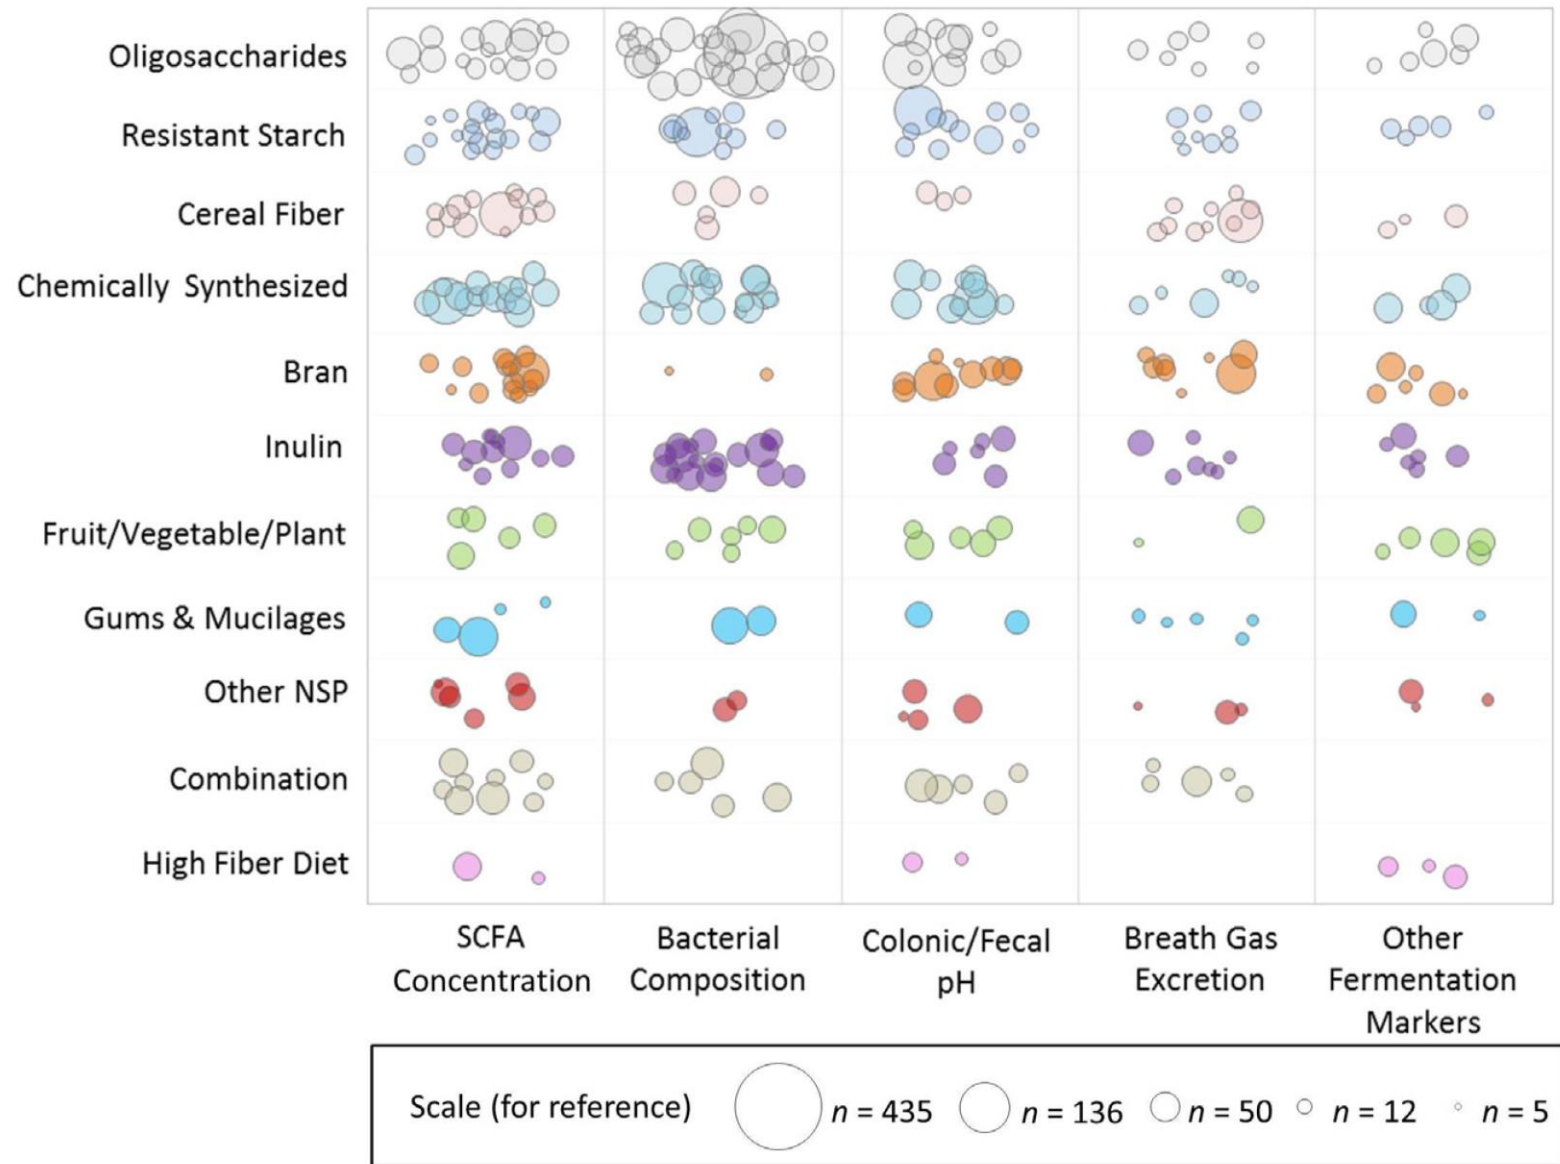 Oligosaccharides
Resistant Starch
Cereal Fiber
Chemically Synthesized
Bran
Inulin
Fruit/Vegetable/Plant
Gums & Mucilages
Other NSP
Combination
High Fiber Diet
SCFA
Concentration
Bacterial
Composition
Colonic/Fecal
pH
Breath Gas
Excretion
Other
Fermentation
Markers
Scale (for reference) n = 435 n = 136 n = 50 n = 12 n = 5